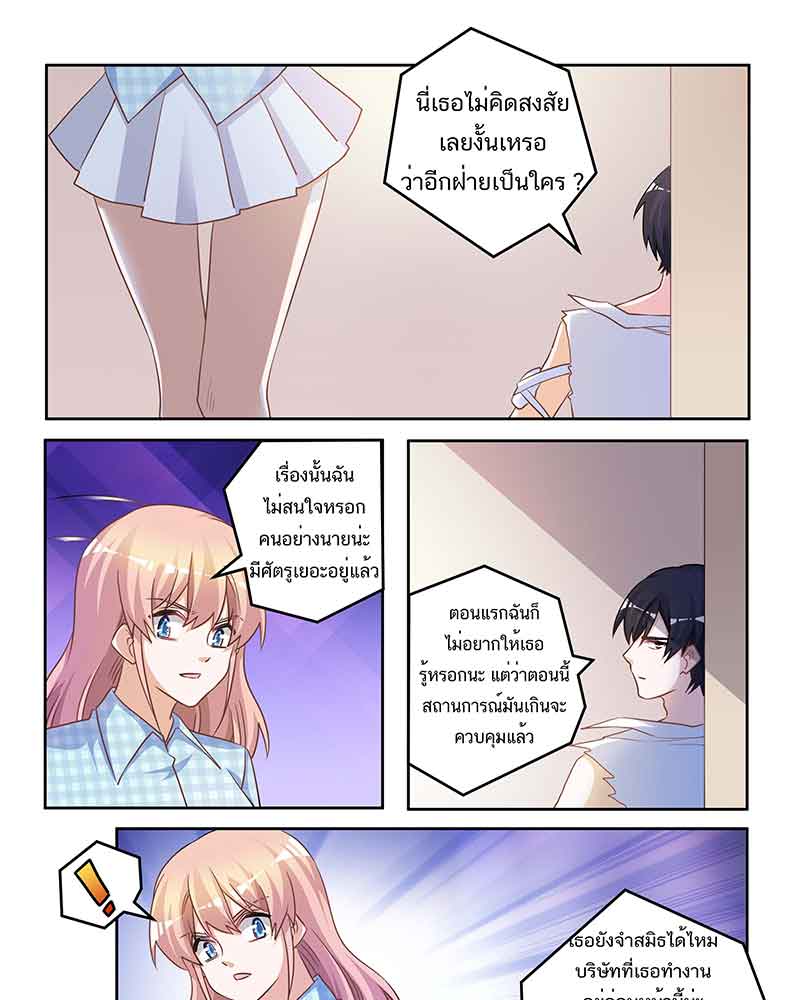 นี่เธอไม่คิดสงสัย
เลยงั้นเหรอ
ว่าอีกฝ่ายเป็นใคร ?
เรื่องนั้นฉัน
ไม่สนใจหรอก
คนอย่างนายน่ะ
มีศัตรูเยอะอยู่แล้ว
ตอนแรกฉันก็
ไม่อยากให้เธอ
รู้หรอกนะ แต่ว่าตอนนี้
สถานการณ์มันเกินจะ
ควบคุมแล้ว
!
เธอยังจำสมิธได้ไหม
บริษัทที่เธอทำงาน